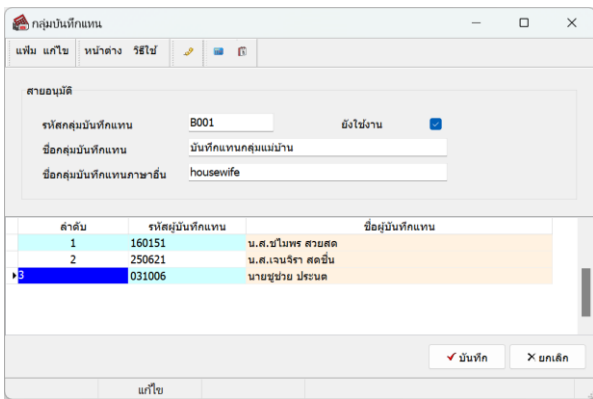 กลุ่มบันทึกแทน
แฟ้ม แก้ไข หน้าต่าง วิธีใช้
สายอนุมัติ
รหัสกลุ่มบันทึกแทน B001 ยังใช้งาน
ชื่อกลุ่มบันทึกแทน บันทึกแทนกลุ่มแม่บ้าน
ชื่อกลุ่มบันทึกแทนภาษาอื่น housewife
ลำดับ รหัสผู้บันทึกแทน ชื่อผู้บันทึกแทน
1 160151 น.ส.ชไมพร สวยสด
2 250621 น.ส.เจนจิรา สดชื่น
3 031006 นายชูช่วย ประนต
บันทึก ยกเลิก
แก้ไข